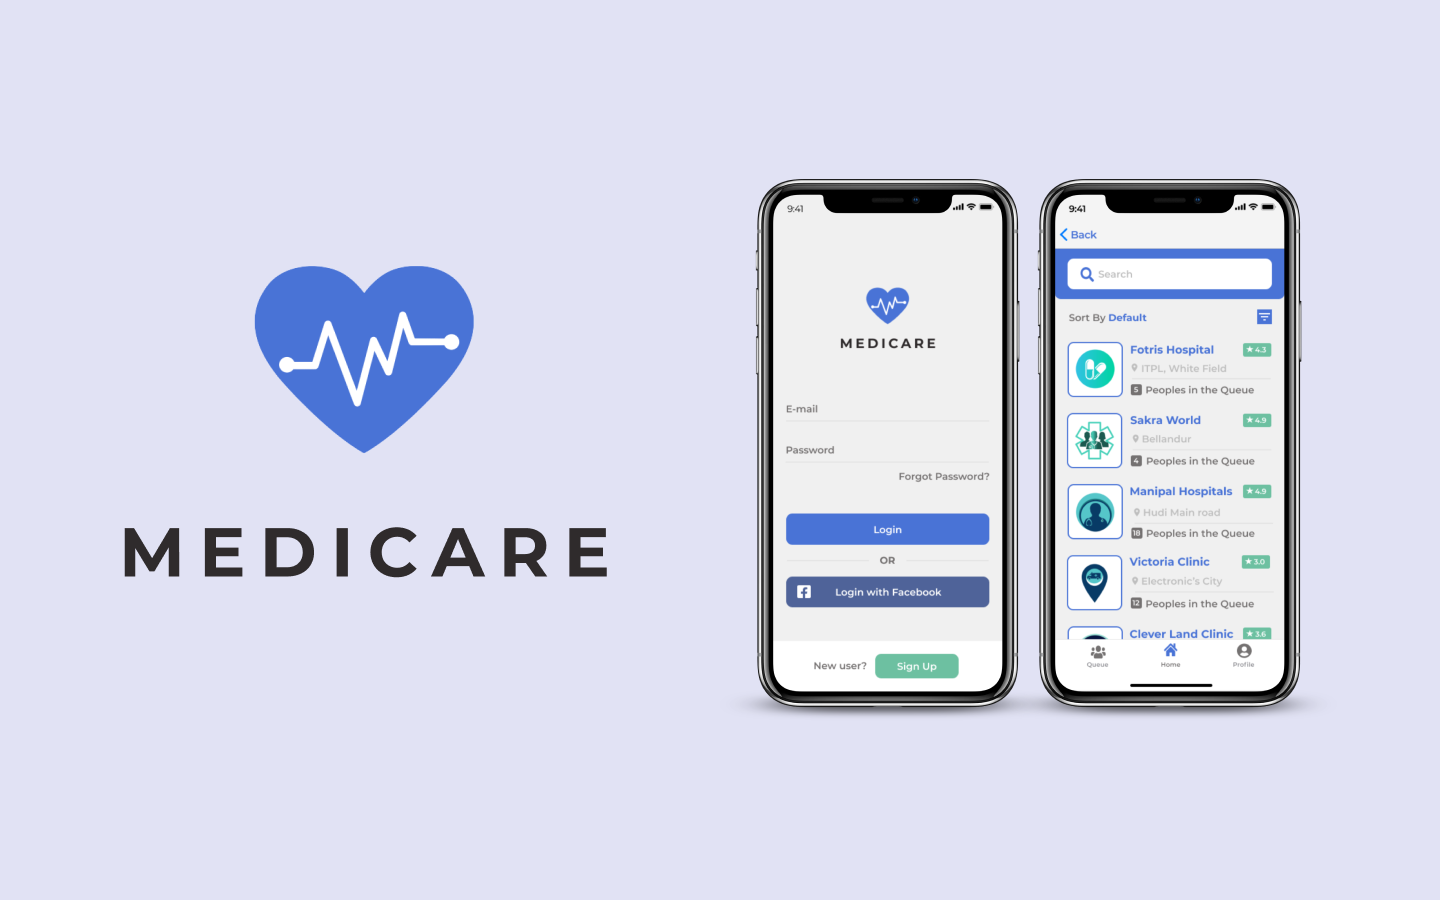 MEDICARE
9:41
MEDICARE
E-mail
Password
Forgot Password?
Login
OR
Login with Facebook
New user?
Sign Up
9:41
Back
Search
Sort By Default
Fotris Hospital
4.3
ITPL, White Field
5 Peoples in the Queue
Sakra World
4.9
Bellandur
4 Peoples in the Queue
Manipal Hospitals
4.9
Hudi Main road
18 Peoples in the Queue
Victoria Clinic
3.0
Electronic's City
12 Peoples in the Queue
Clever Land Clinic
3.6
Queue
Home
Profile